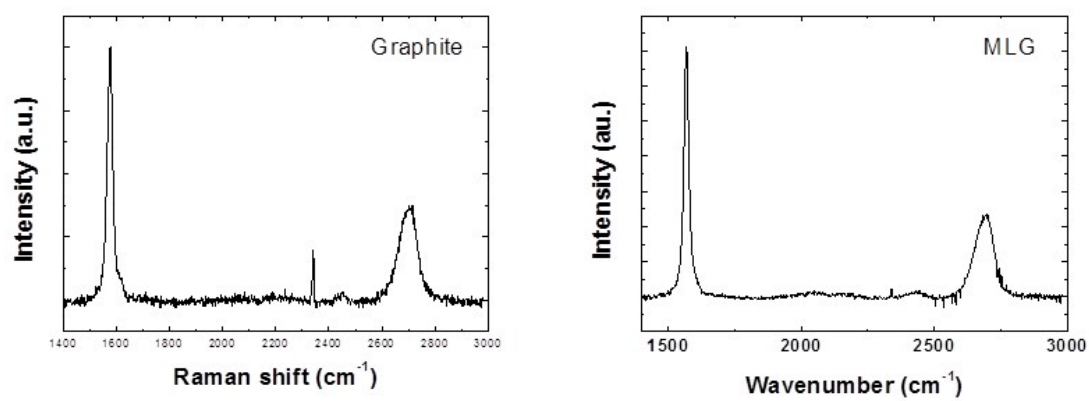 Graphite
Intensity (a.u.)
1400 1600 1800 2000 2200 2400 2600 2800 3000
Raman shift (cm⁻¹)
MLG
Intensity (au.)
1500 2000 2500 3000
Wavenumber (cm⁻¹)